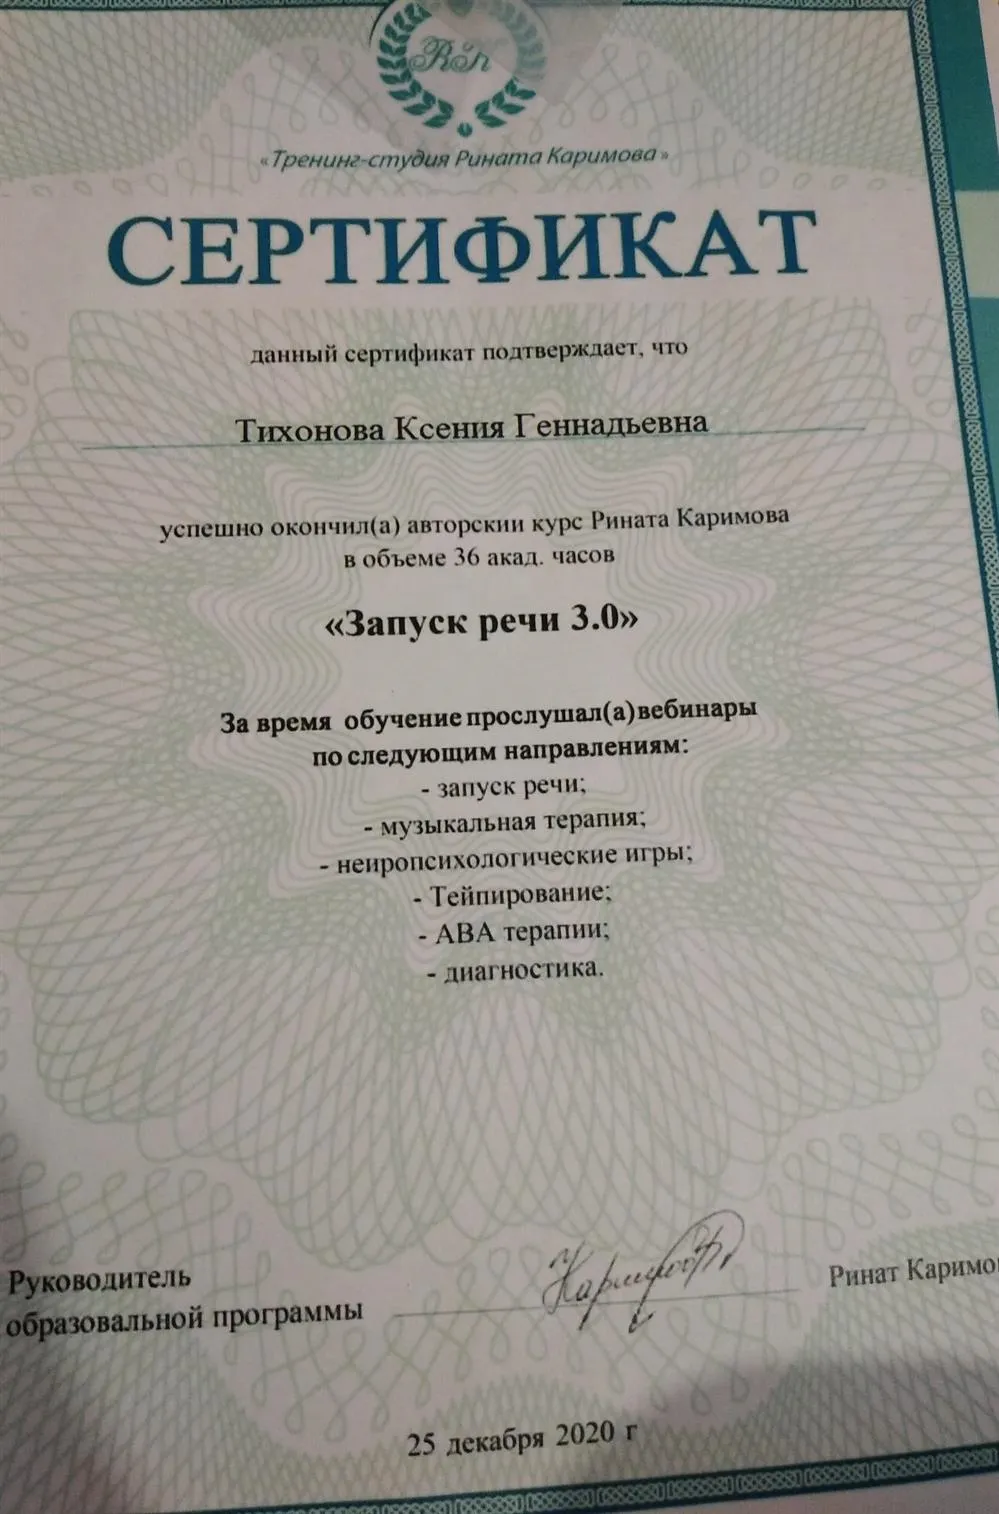 «Тренинг-студия Рината Каримова»
СЕРТИФИКАТ
данный сертификат подтверждает, что
Тихонова Ксения Геннадьевна
успешно окончил(а) авторскии курс Рината Каримова
в объеме 36 акад. часов
«Запуск речи 3.0»
За время обучение прослушал(а) вебинары
по следующим направлениям:
- запуск речи;
- музыкальная терапия;
- неиропсихологические игры;
- Тейпирование;
- АВА терапии;
- диагностика.
Руководитель
образовальной программы
Ринат Каримо
25 декабря 2020 г